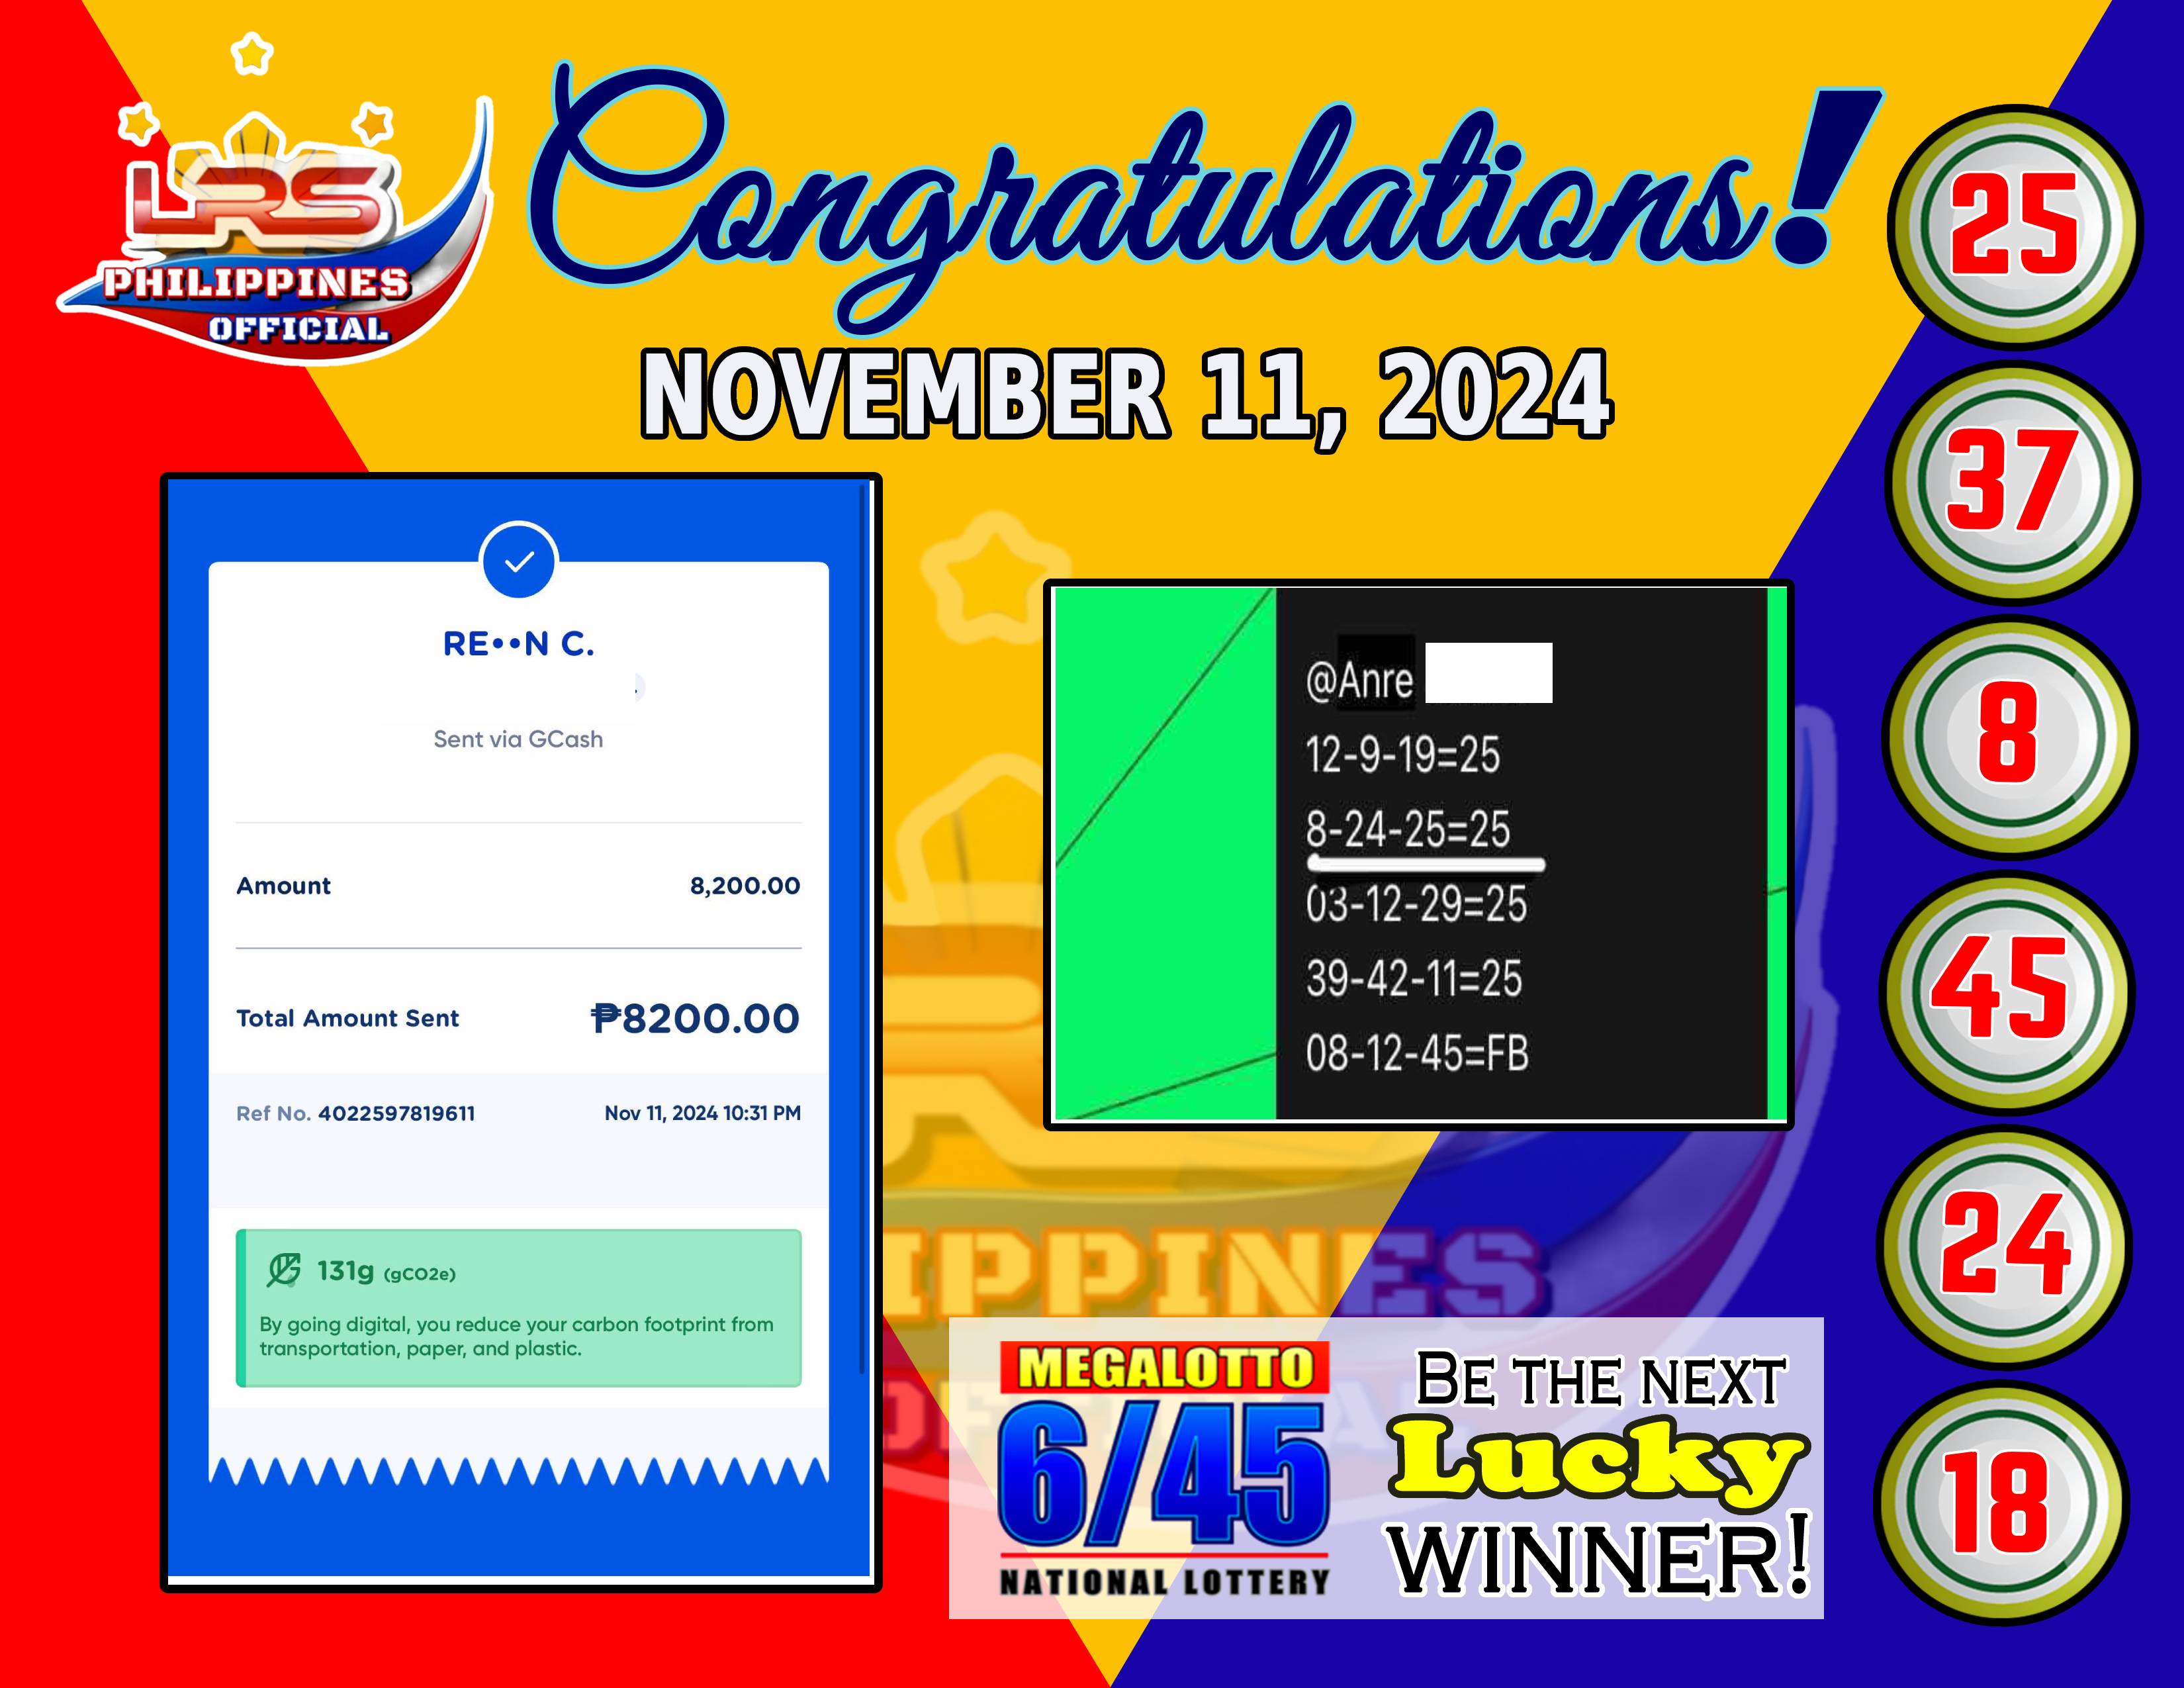 LRS
PHILIPPINES
OFFICIAL
Congratulations!
NOVEMBER 11, 2024
RE••N C.
Sent via GCash
Amount 8,200.00
Total Amount Sent ₱8200.00
Ref No. 4022597819611 Nov 11, 2024 10:31 PM
131g (gCO2e)
By going digital, you reduce your carbon footprint from
transportation, paper, and plastic.
@Anre
12-9-19=25
8-24-25=25
03-12-29=25
39-42-11=25
08-12-45=FB
IPPINES
MEGALOTTO
6/45
NATIONAL LOTTERY
BE THE NEXT
Lucky
WINNER!
25
37
8
45
24
18